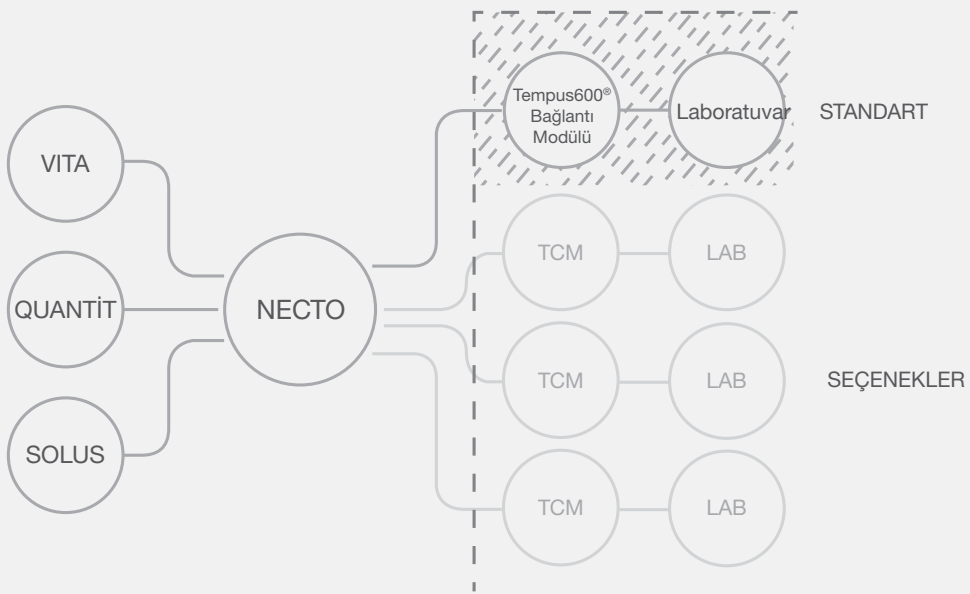 VITA
QUANTİT
SOLUS
NECTO
Tempus600®
Bağlantı
Modülü
Laboratuvar
STANDART
TCM
LAB
TCM
LAB
SEÇENEKLER
TCM
LAB